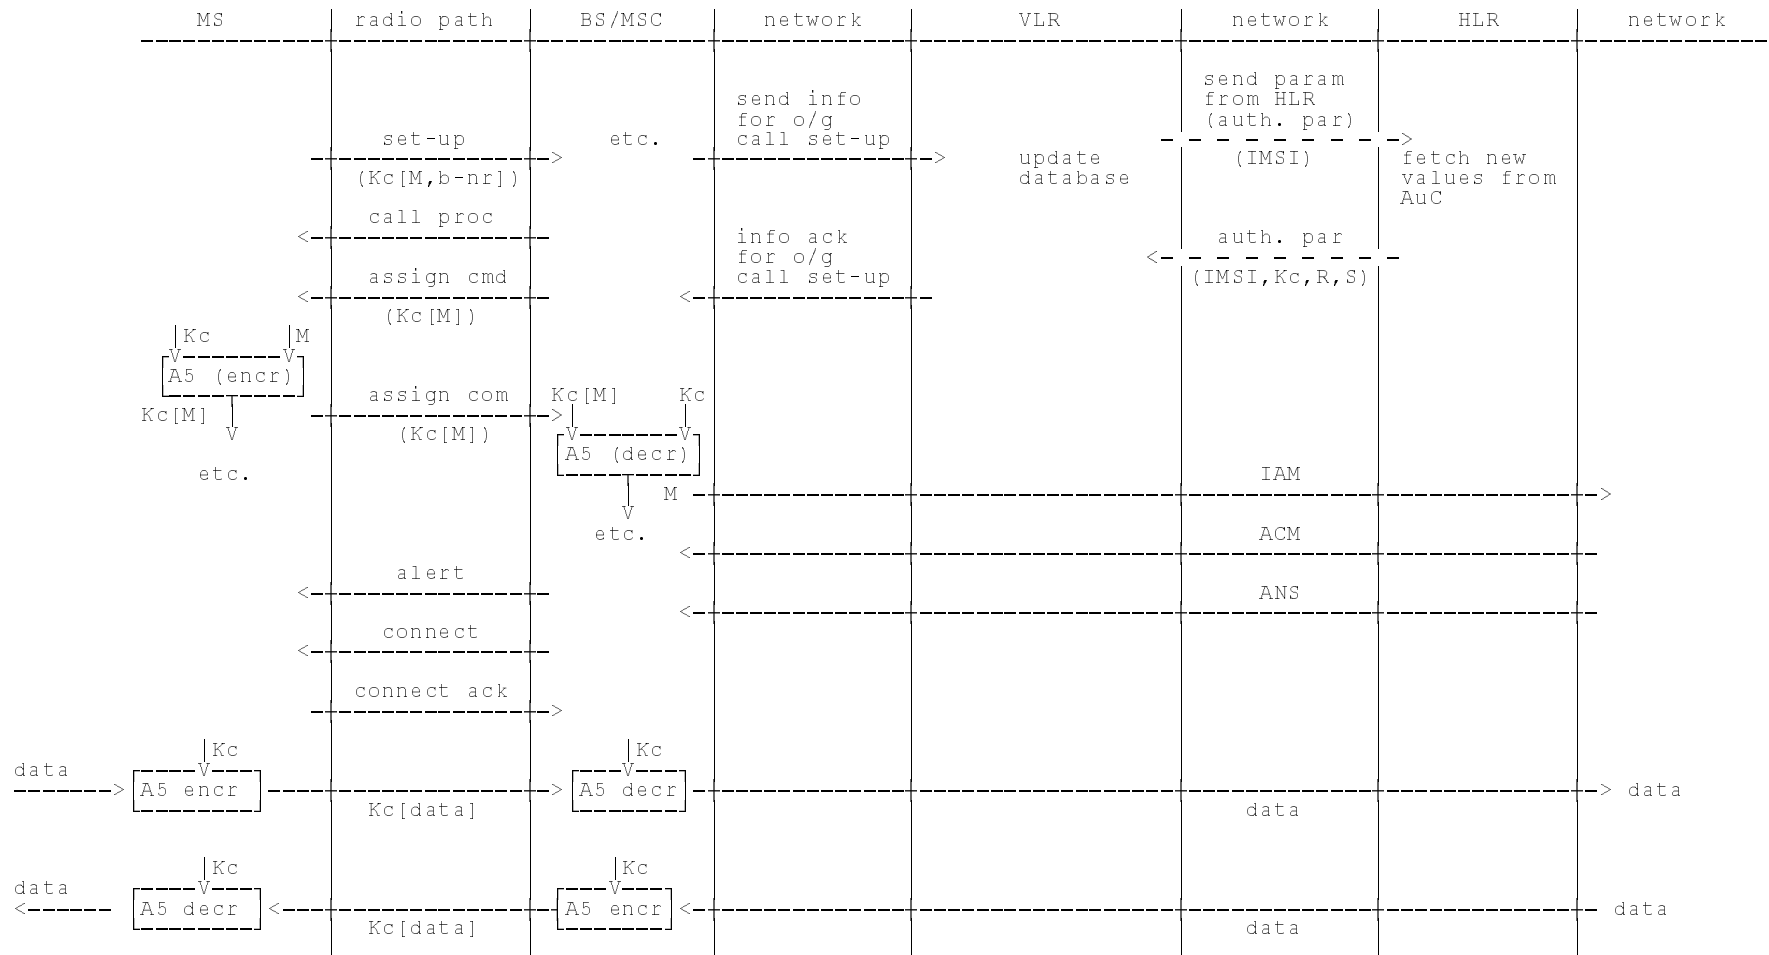 MS radio path BS/MSC network VLR network HLR network
send param
send info from HLR
for o/g (auth. par)
set-up etc. call set-up
update (IMSI) fetch new
(Kc[M,b-nr]) database values from
AuC
call proc
info ack auth. par
for o/g
assign cmd call set-up (IMSI,Kc,R,S)
(Kc[M])
Kc M
A5 (encr)
assign com Kc[M] Kc
Kc[M]
(Kc[M])
A5 (decr)
etc. IAM
M
etc. ACM
alert
ANS
connect
connect ack
Kc Kc
data
A5 encr A5 decr data
Kc[data] data
Kc Kc
data
A5 decr A5 encr data
Kc[data] data